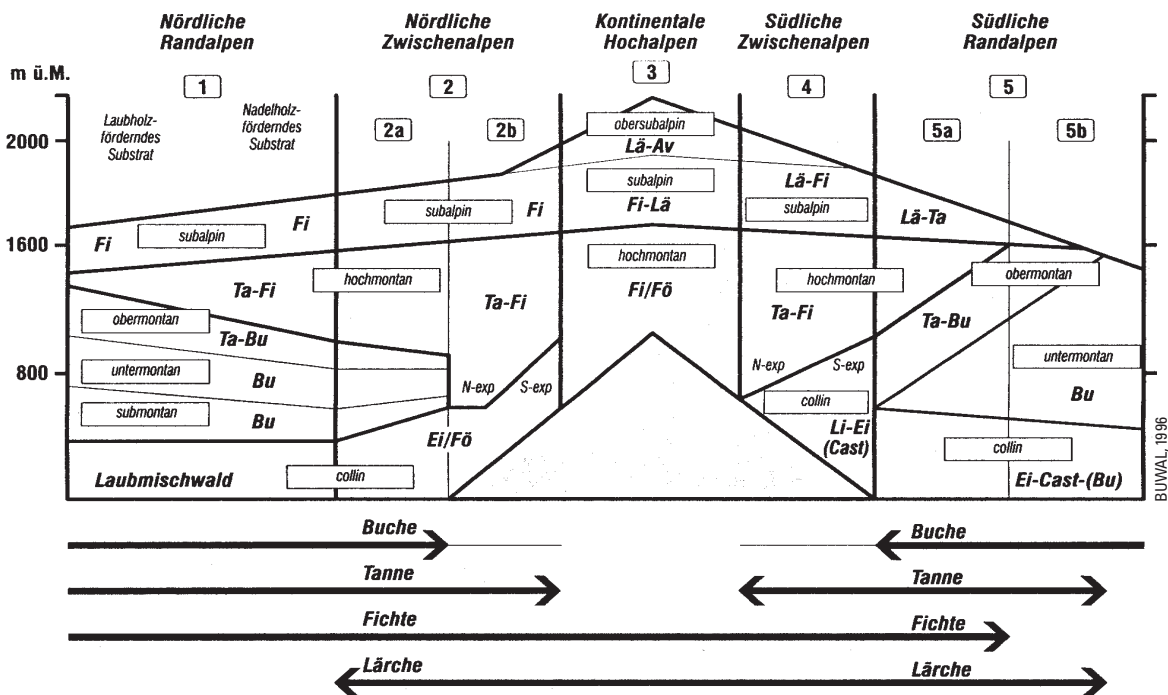 Nördliche
Randalpen
Nördliche
Zwischenalpen
Kontinentale
Hochalpen
Südliche
Zwischenalpen
Südliche
Randalpen
m ü.M.
1
2
3
4
5
Laubholz-
förderndes
Substrat
Nadelholz-
förderndes
Substrat
2a
2b
5a
5b
2000
1600
800
obersubalpin
Lä-Av
subalpin
Fi-Lä
Lä-Fi
subalpin
Lä-Ta
Fi
subalpin
Fi
subalpin
Fi
hochmontan
hochmontan
Fi/Fö
hochmontan
obermontan
Ta-Fi
Ta-Fi
Ta-Fi
Ta-Bu
obermontan
Ta-Bu
untermontan
Bu
N-exp
S-exp
N-exp
S-exp
untermontan
Bu
submontan
Bu
Ei/Fö
collin
Li-Ei
(Cast)
collin
Laubmischwald
collin
Ei-Cast-(Bu)
BUWAL, 1996
Buche
Buche
Tanne
Tanne
Fichte
Fichte
Lärche
Lärche